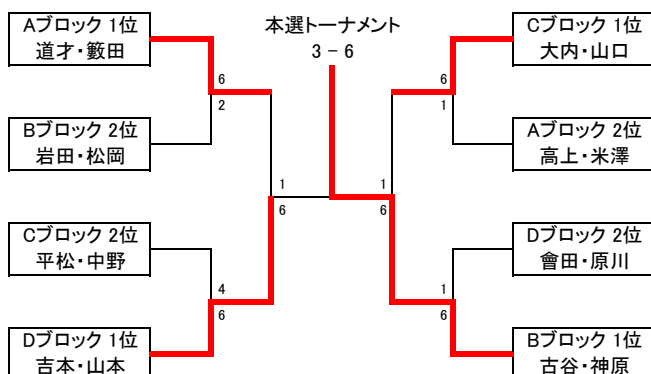 Aブロック 1位
道才・籔田
本選トーナメント
3 － 6
Cブロック 1位
大内・山口
6
2
6
1
Bブロック 2位
岩田・松岡
Aブロック 2位
高上・米澤
1
6
1
6
Cブロック 2位
平松・中野
Dブロック 2位
會田・原川
4
6
1
6
Dブロック 1位
吉本・山本
Bブロック 1位
古谷・神原